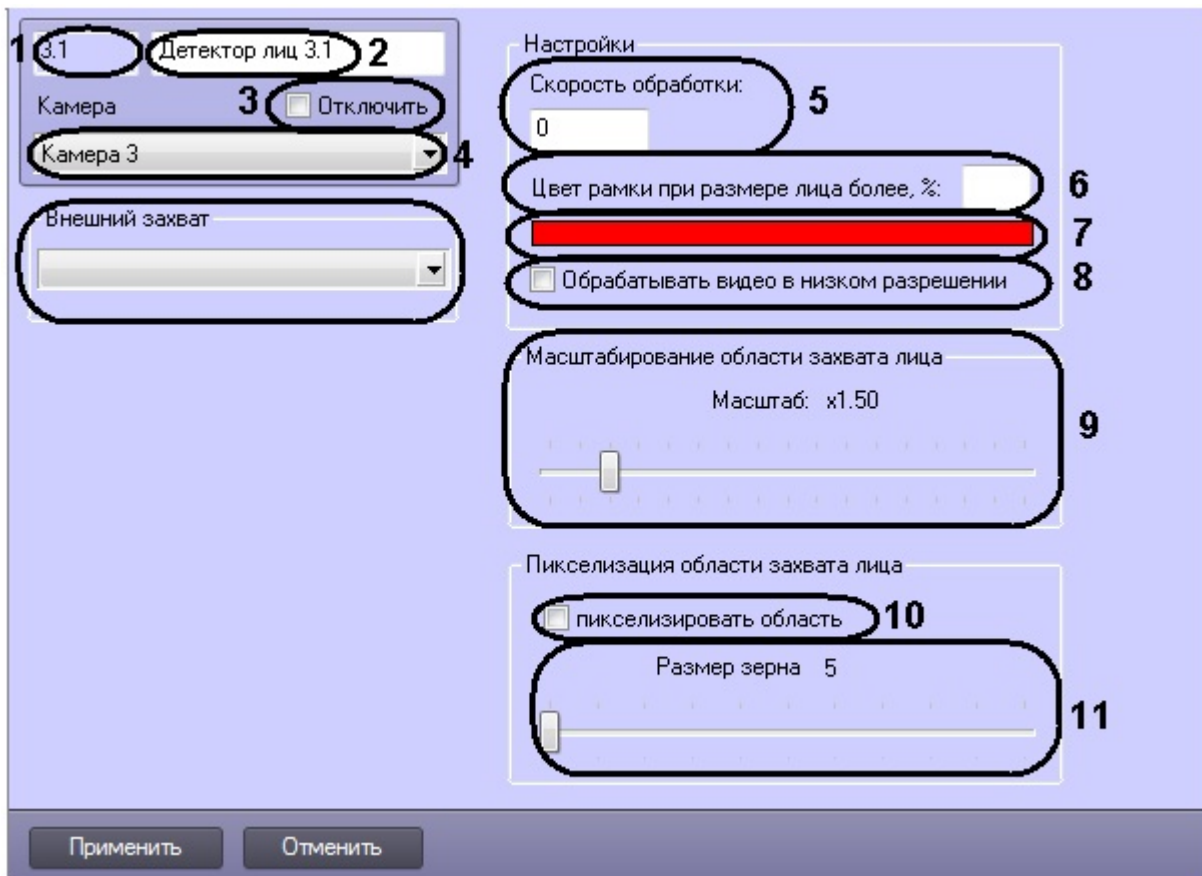 1 3.1 Детектор лиц 3.1 2
Камера 3 Отключить
Камера 3 4
Внешний захват
Настройки
Скорость обработки: 5
0
Цвет рамки при размере лица более, %: 6
7
Обрабатывать видео в низком разрешении 8
Масштабирование области захвата лица
Масштаб: x1.50
9
Пикселизация области захвата лица
пикселизировать область 10
Размер зерна 5
11
Применить Отменить